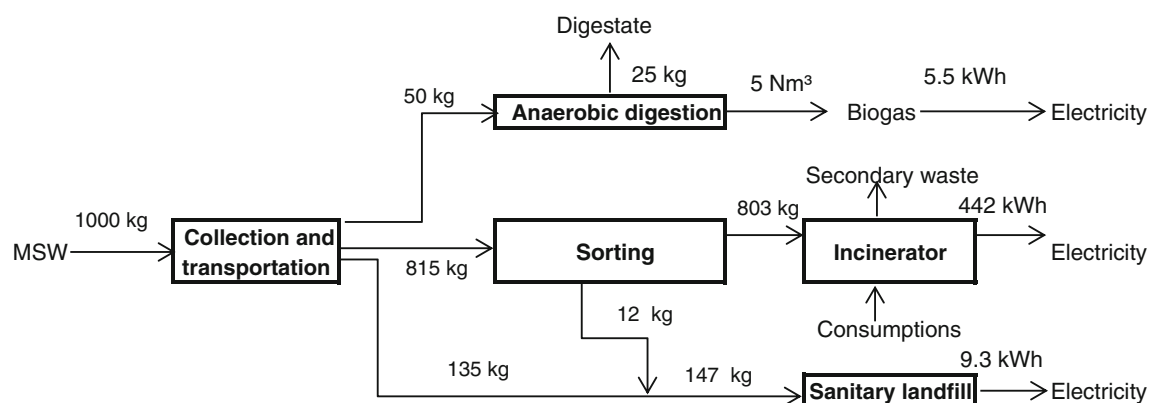 Digestate
25 kg
5 Nm³
5.5 kWh
50 kg
Anaerobic digestion
Biogas
Electricity
Secondary waste
1000 kg
803 kg
442 kWh
MSW
Collection and
transportation
815 kg
Sorting
Incinerator
Electricity
12 kg
Consumptions
135 kg
147 kg
9.3 kWh
Sanitary landfill
Electricity